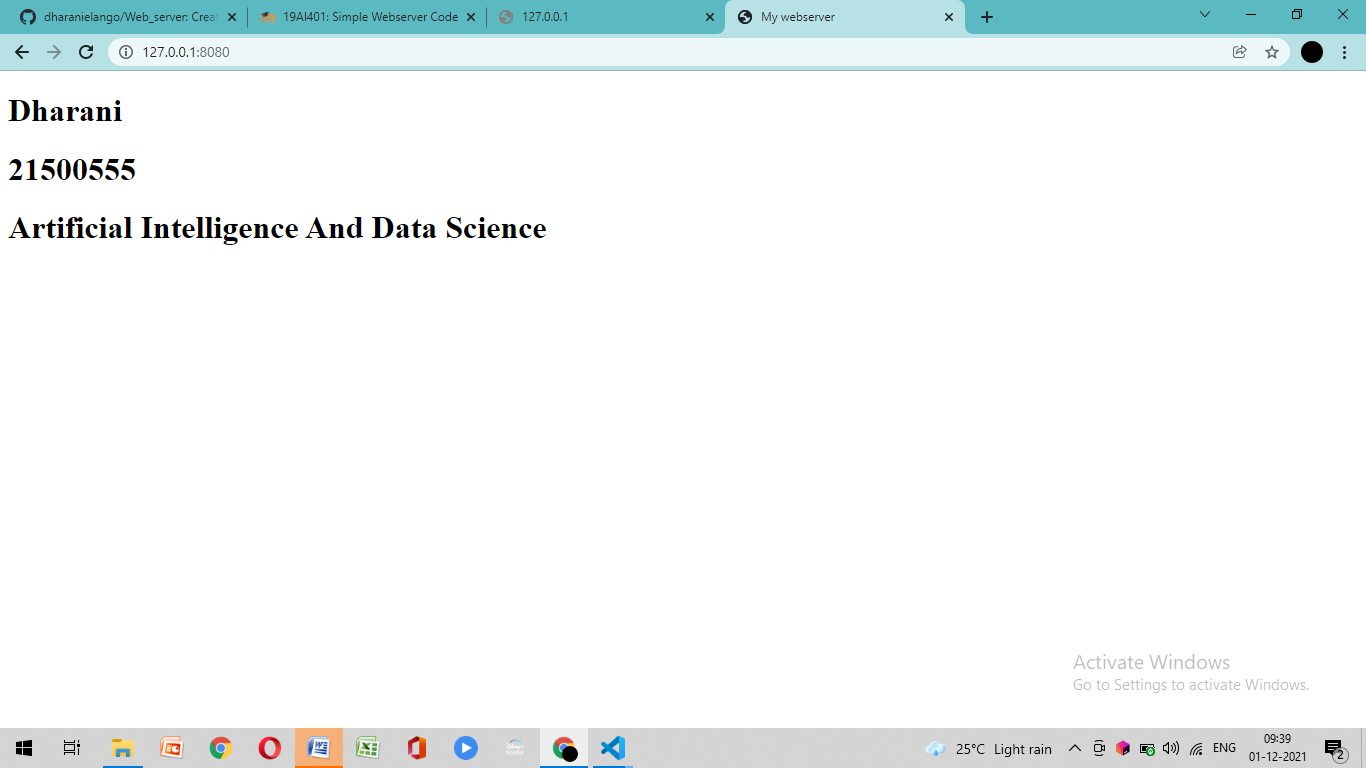 dharanielango/Web_server: Creat
19AI401: Simple Webserver Code
127.0.0.1
My webserver
127.0.0.1:8080
Dharani
21500555
Artificial Intelligence And Data Science
Activate Windows
Go to Settings to activate Windows.
25°C Light rain
ENG
09:39
01-12-2021
2